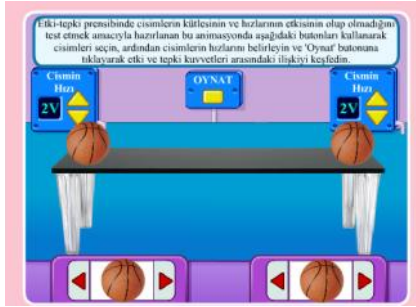 Etki-tepki prensibinde cisimlerin kütlesinin ve hızlarının etkisinin olup olmadığını
test etmek amacıyla hazırlanan bu animasyonda aşağıdaki butonları kullanarak
cisimleri seçin, ardından cisimlerin hızlarını belirleyin ve 'Oynat' butonuna
tıklayarak etki ve tepki kuvvetleri arasındaki ilişkiyi keşfedin.
Cismin
Hızı
2V
OYNAT
Cismin
Hızı
2V